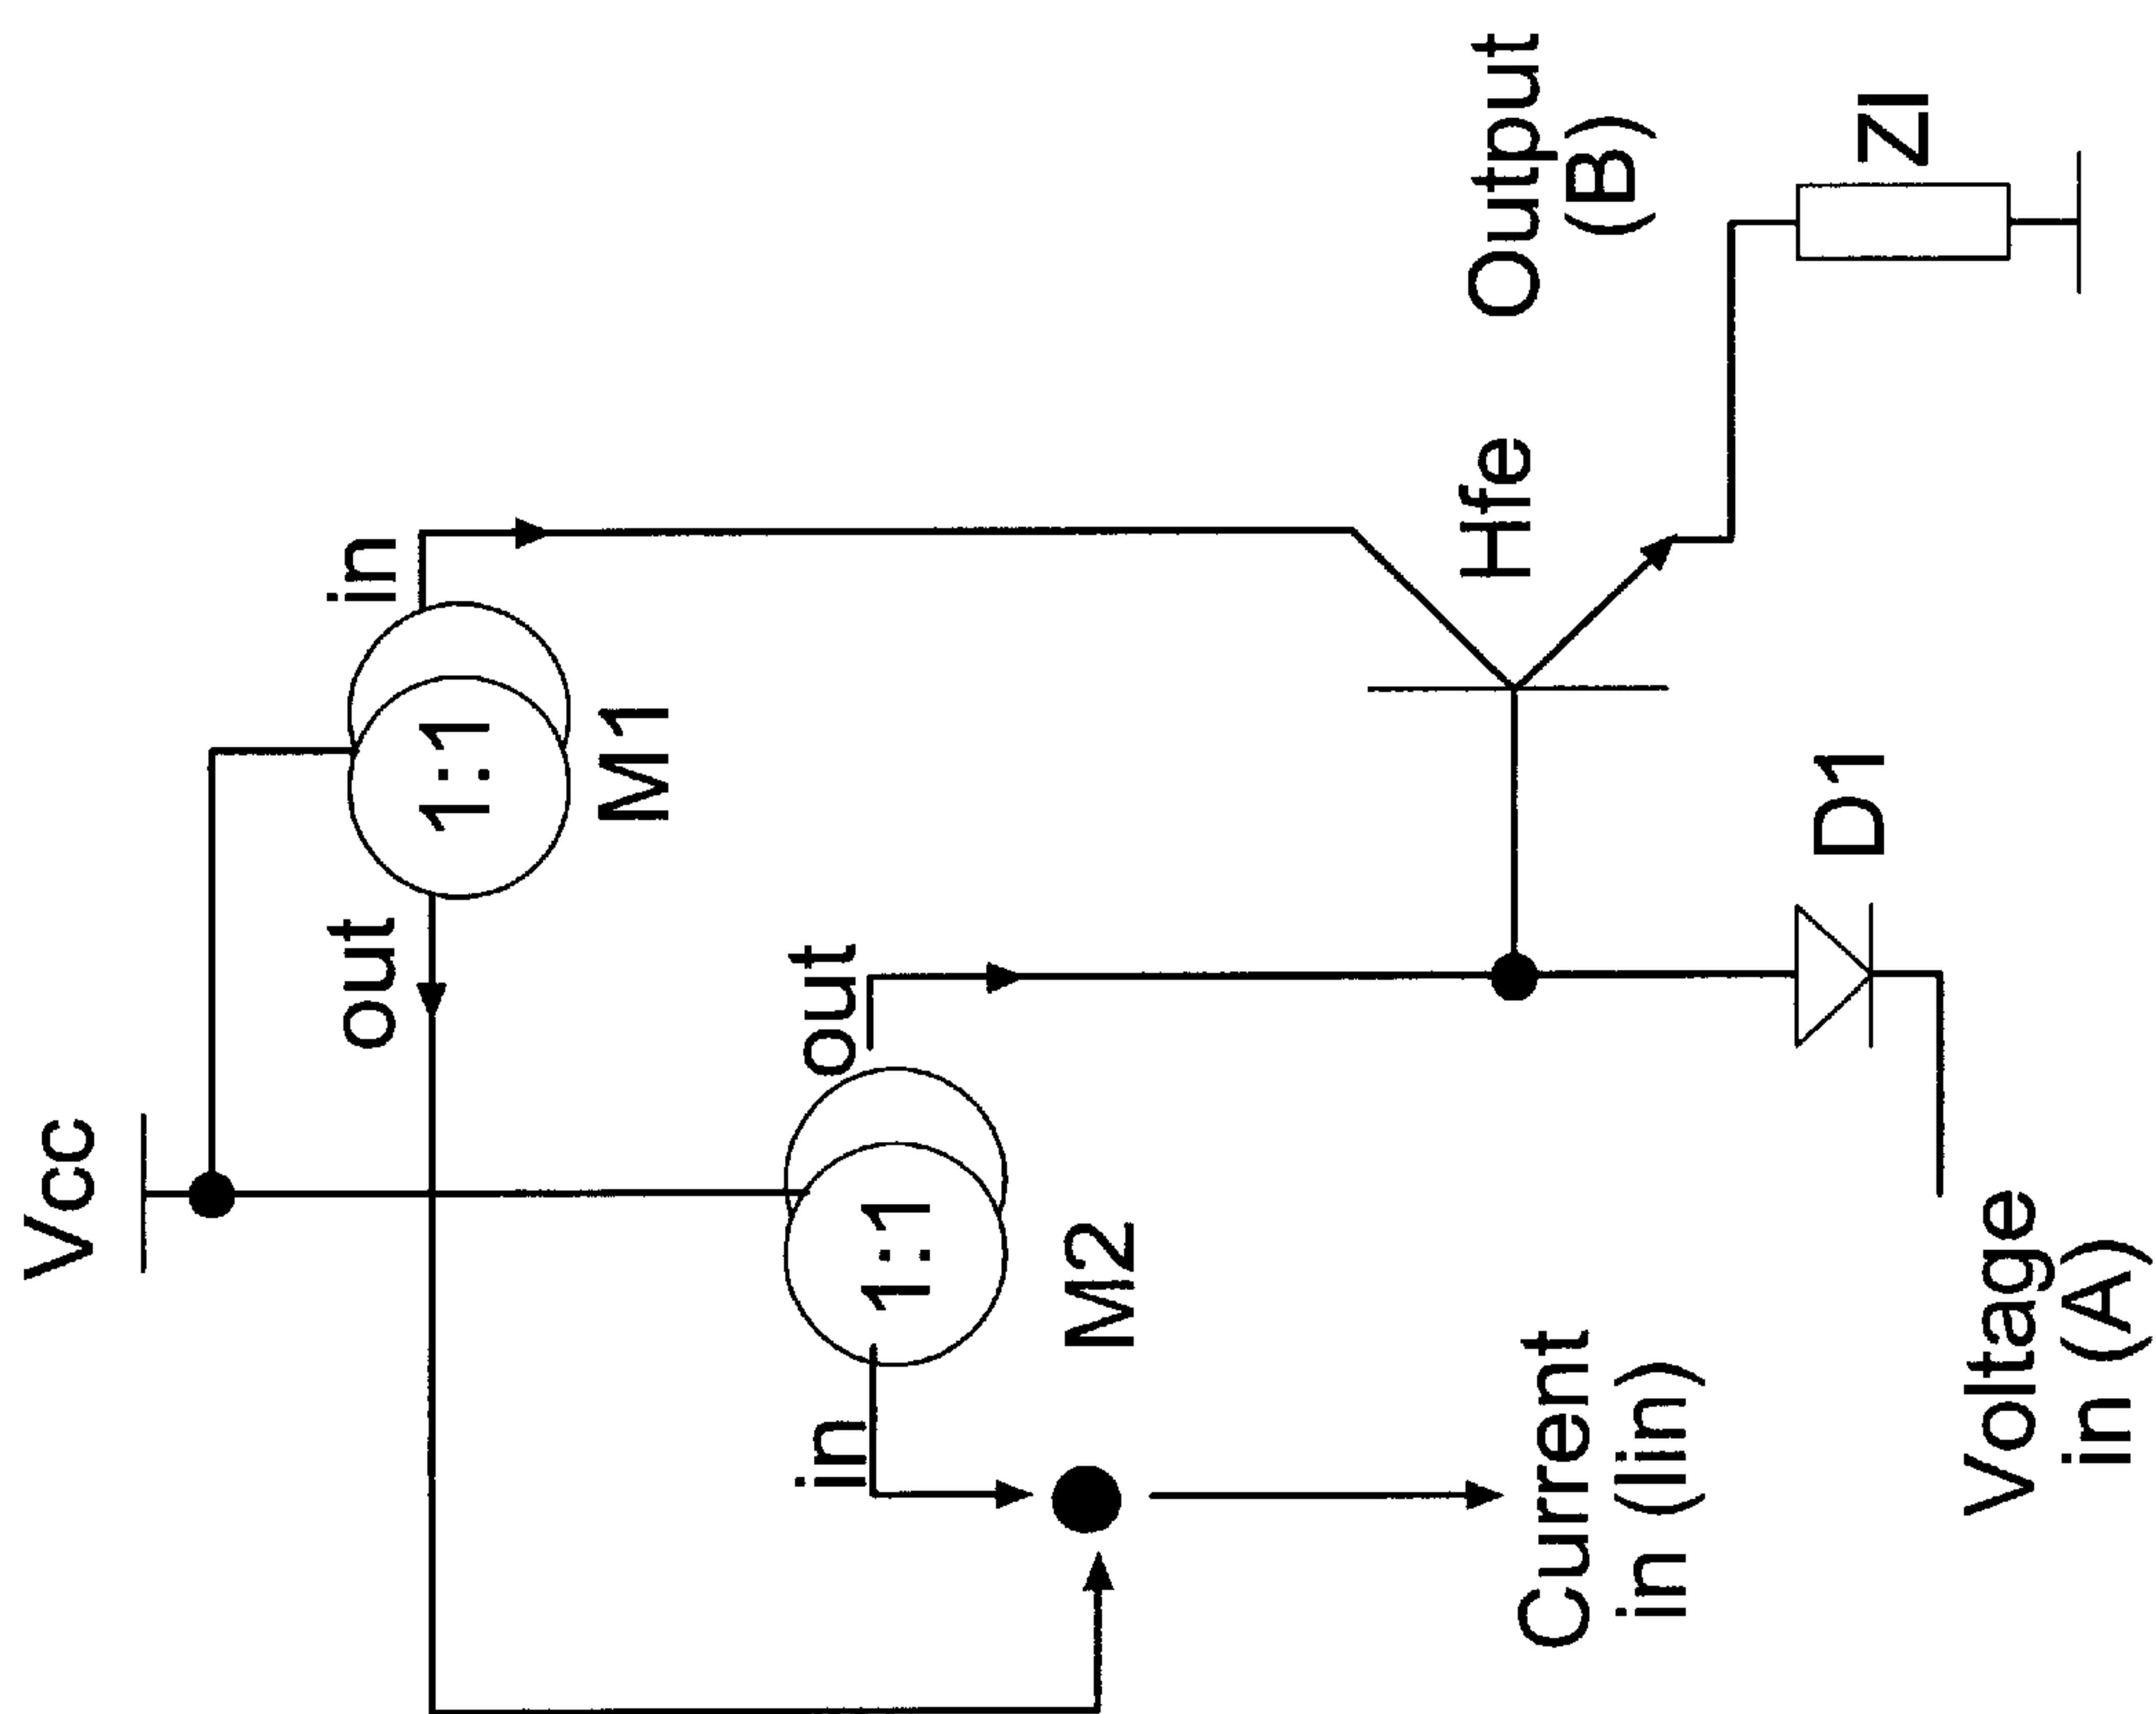 Vcc
in
out
1:1
M1
out
in
1:1
M2
Hfe
Output
(B)
Zl
D1
Current
in (Iin)
Voltage
in (A)